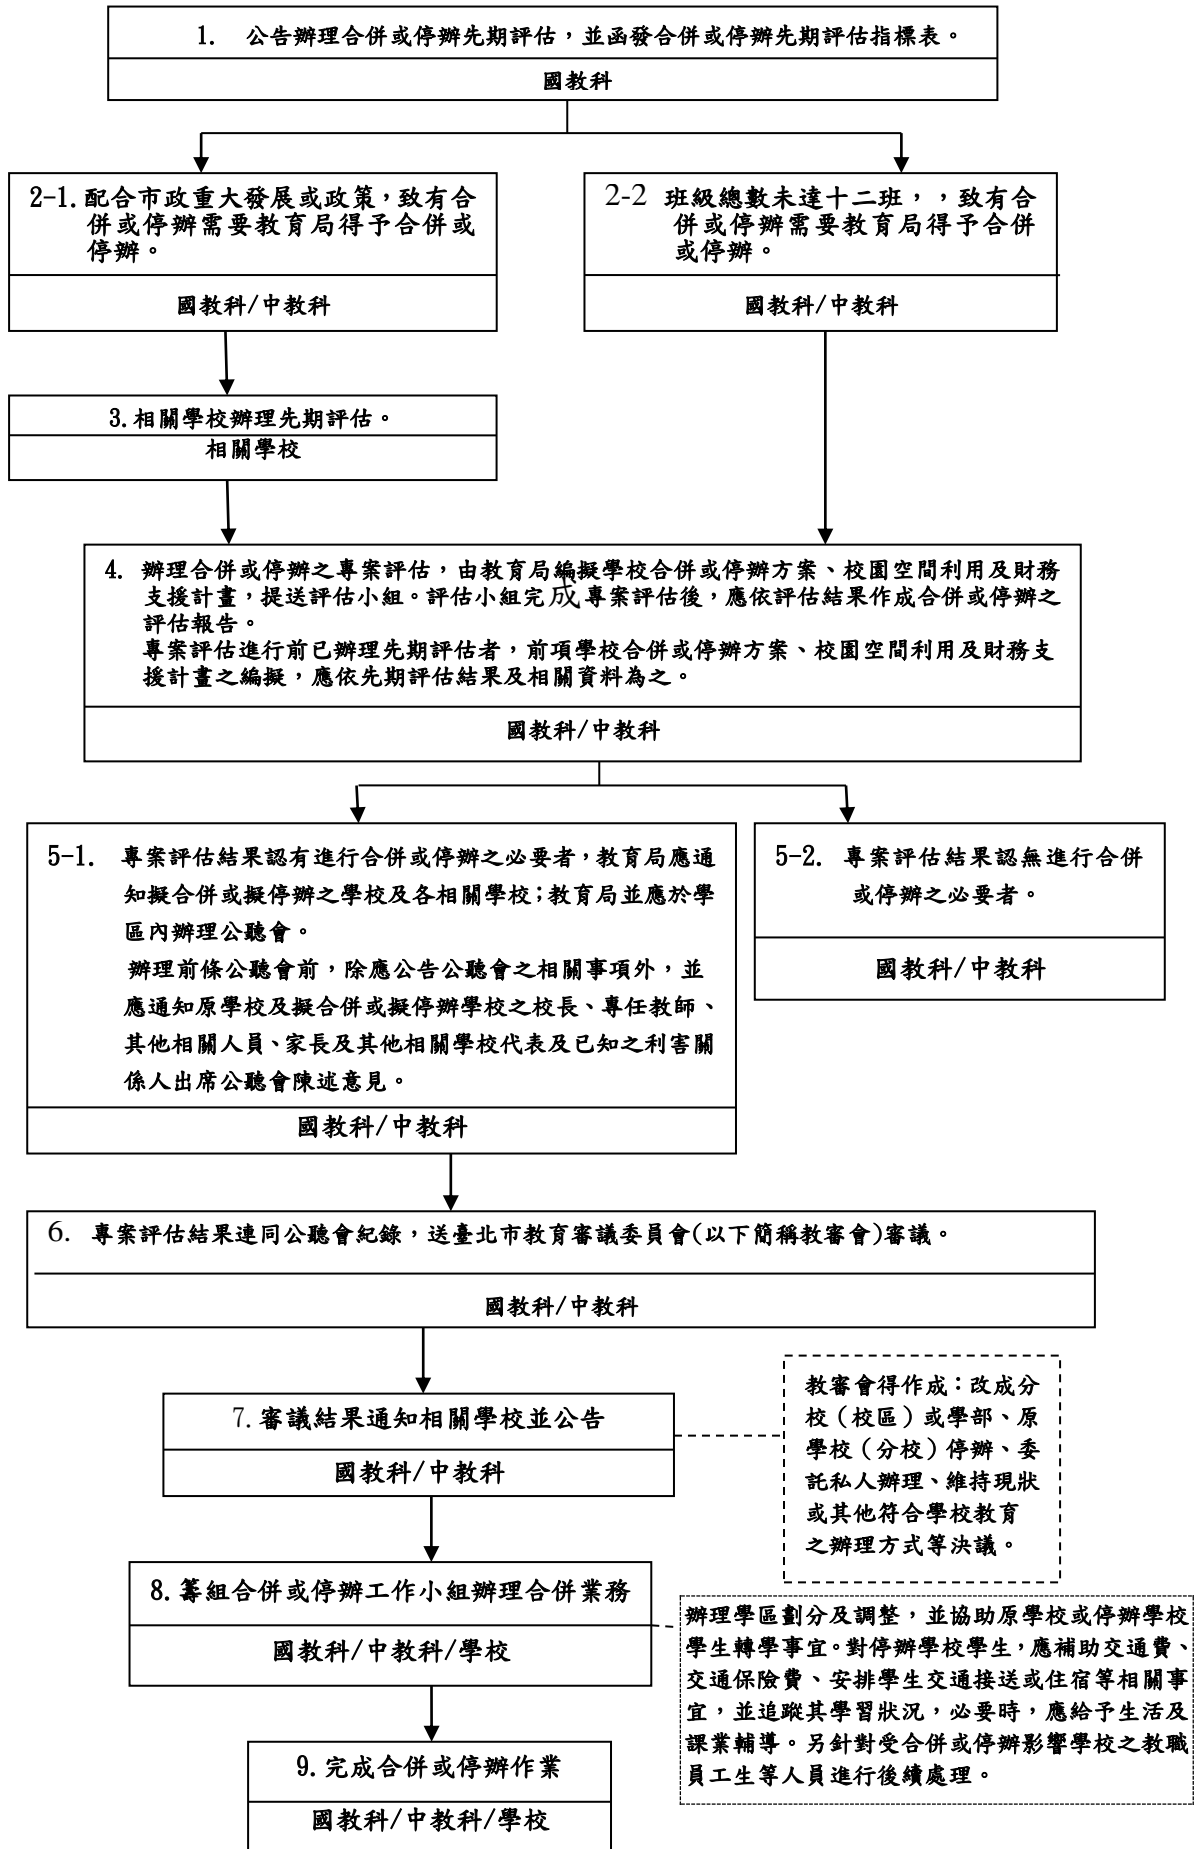 1. 公告辦理合併或停辦先期評估，並函發合併或停辦先期評估指標表。
國教科
2-1.配合市政重大發展或政策，致有合
併或停辦需要教育局得予合併或
停辦。
國教科/中教科
2-2 班級總數未達十二班，，致有合
併或停辦需要教育局得予合併
或停辦。
國教科/中教科
3.相關學校辦理先期評估。
相關學校
4. 辦理合併或停辦之專案評估，由教育局編擬學校合併或停辦方案、校園空間利用及財務
支援計畫，提送評估小組。評估小組完成專案評估後，應依評估結果作成合併或停辦之
評估報告。
專案評估進行前已辦理先期評估者，前項學校合併或停辦方案、校園空間利用及財務支
援計畫之編擬，應依先期評估結果及相關資料為之。
國教科/中教科
5-1. 專案評估結果認有進行合併或停辦之必要者，教育局應通
知擬合併或擬停辦之學校及各相關學校；教育局並應於學
區內辦理公聽會。
辦理前條公聽會前，除應公告公聽會之相關事項外，並
應通知原學校及擬合併或擬停辦學校之校長、專任教師、
其他相關人員、家長及其他相關學校代表及已知之利害關
係人出席公聽會陳述意見。
國教科/中教科
5-2. 專案評估結果認無進行合併
或停辦之必要者。
國教科/中教科
6. 專案評估結果連同公聽會紀錄，送臺北市教育審議委員會(以下簡稱教審會)審議。
國教科/中教科
7.審議結果通知相關學校並公告
國教科/中教科
教審會得作成：改成分
校（校區）或學部、原
學校（分校）停辦、委
託私人辦理、維持現狀
或其他符合學校教育
之辦理方式等決議。
8.籌組合併或停辦工作小組辦理合併業務
國教科/中教科/學校
辦理學區劃分及調整，並協助原學校或停辦學校
學生轉學事宜。對停辦學校學生，應補助交通費、
交通保險費、安排學生交通接送或住宿等相關事
宜，並追蹤其學習狀況，必要時，應給予生活及
課業輔導。另針對受合併或停辦影響學校之教職
員工生等人員進行後續處理。
9.完成合併或停辦作業
國教科/中教科/學校